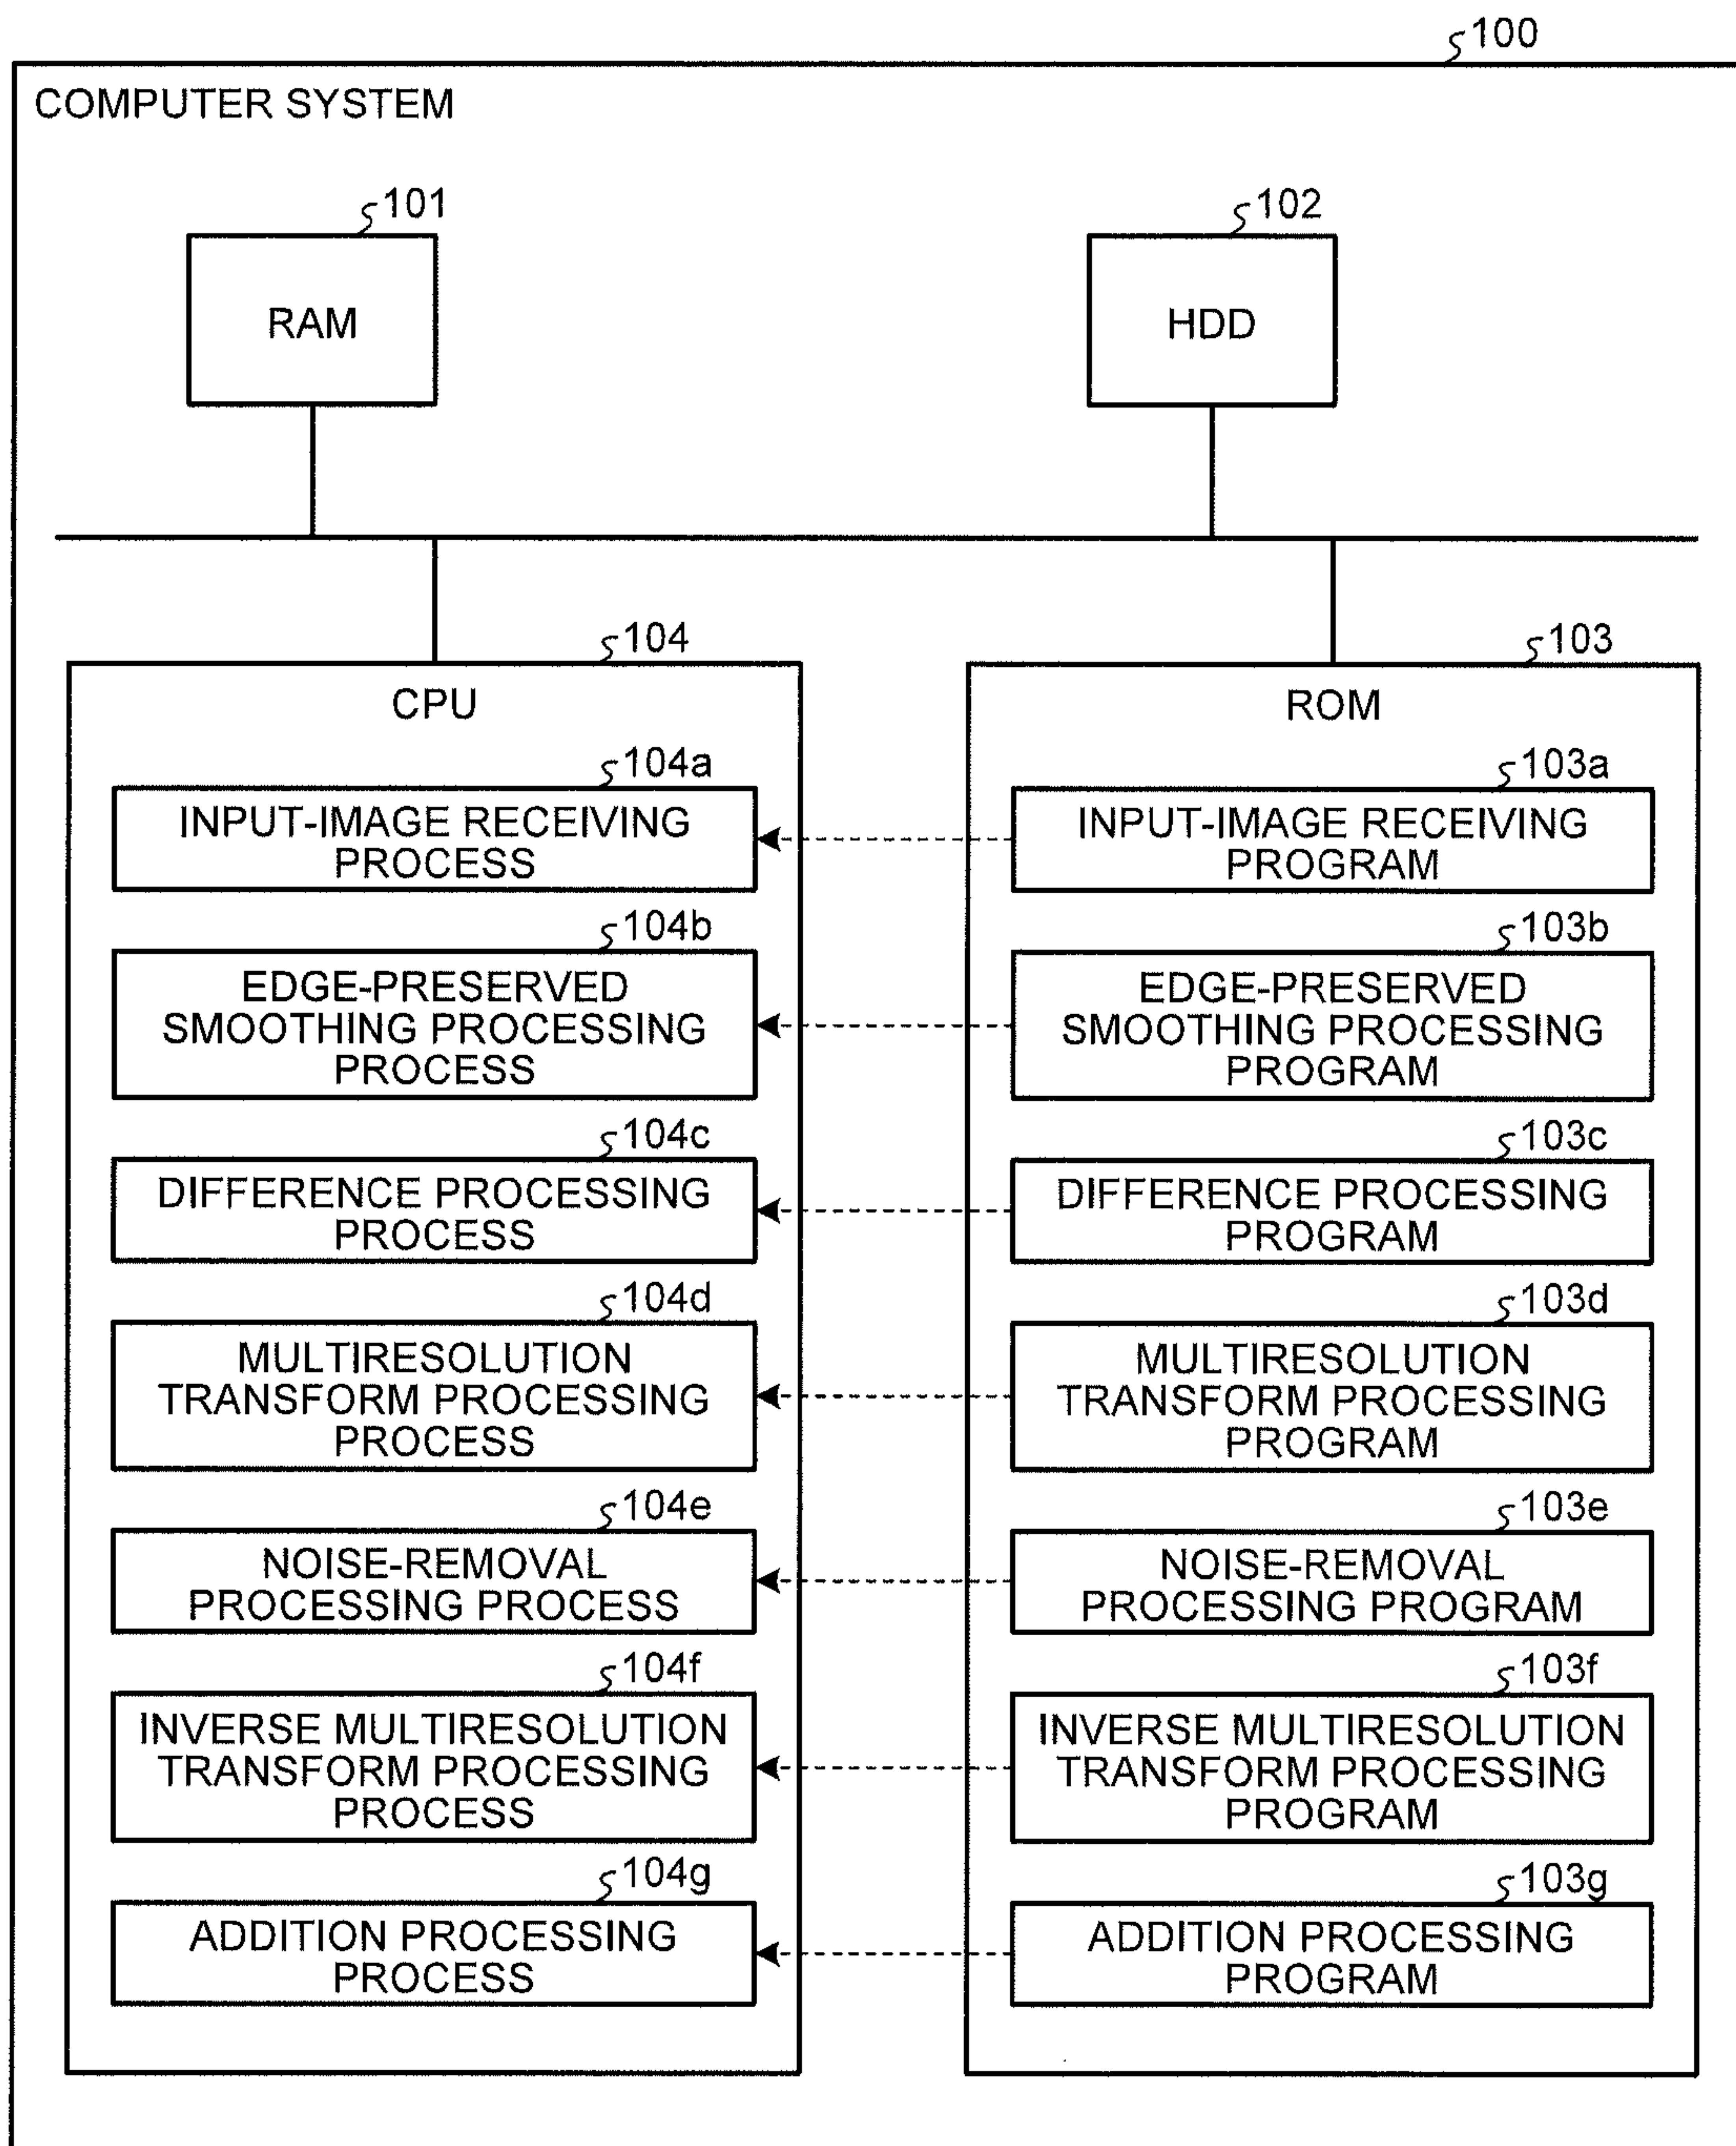 100
COMPUTER SYSTEM
101
RAM
102
HDD
104
CPU
104a
INPUT-IMAGE RECEIVING
PROCESS
104b
EDGE-PRESERVED
SMOOTHING PROCESSING
PROCESS
104c
DIFFERENCE PROCESSING
PROCESS
104d
MULTIRESOLUTION
TRANSFORM PROCESSING
PROCESS
104e
NOISE-REMOVAL
PROCESSING PROCESS
104f
INVERSE MULTIRESOLUTION
TRANSFORM PROCESSING
PROCESS
104g
ADDITION PROCESSING
PROCESS
103
ROM
103a
INPUT-IMAGE RECEIVING
PROGRAM
103b
EDGE-PRESERVED
SMOOTHING PROCESSING
PROGRAM
103c
DIFFERENCE PROCESSING
PROGRAM
103d
MULTIRESOLUTION
TRANSFORM PROCESSING
PROGRAM
103e
NOISE-REMOVAL
PROCESSING PROGRAM
103f
INVERSE MULTIRESOLUTION
TRANSFORM PROCESSING
PROGRAM
103g
ADDITION PROCESSING
PROGRAM